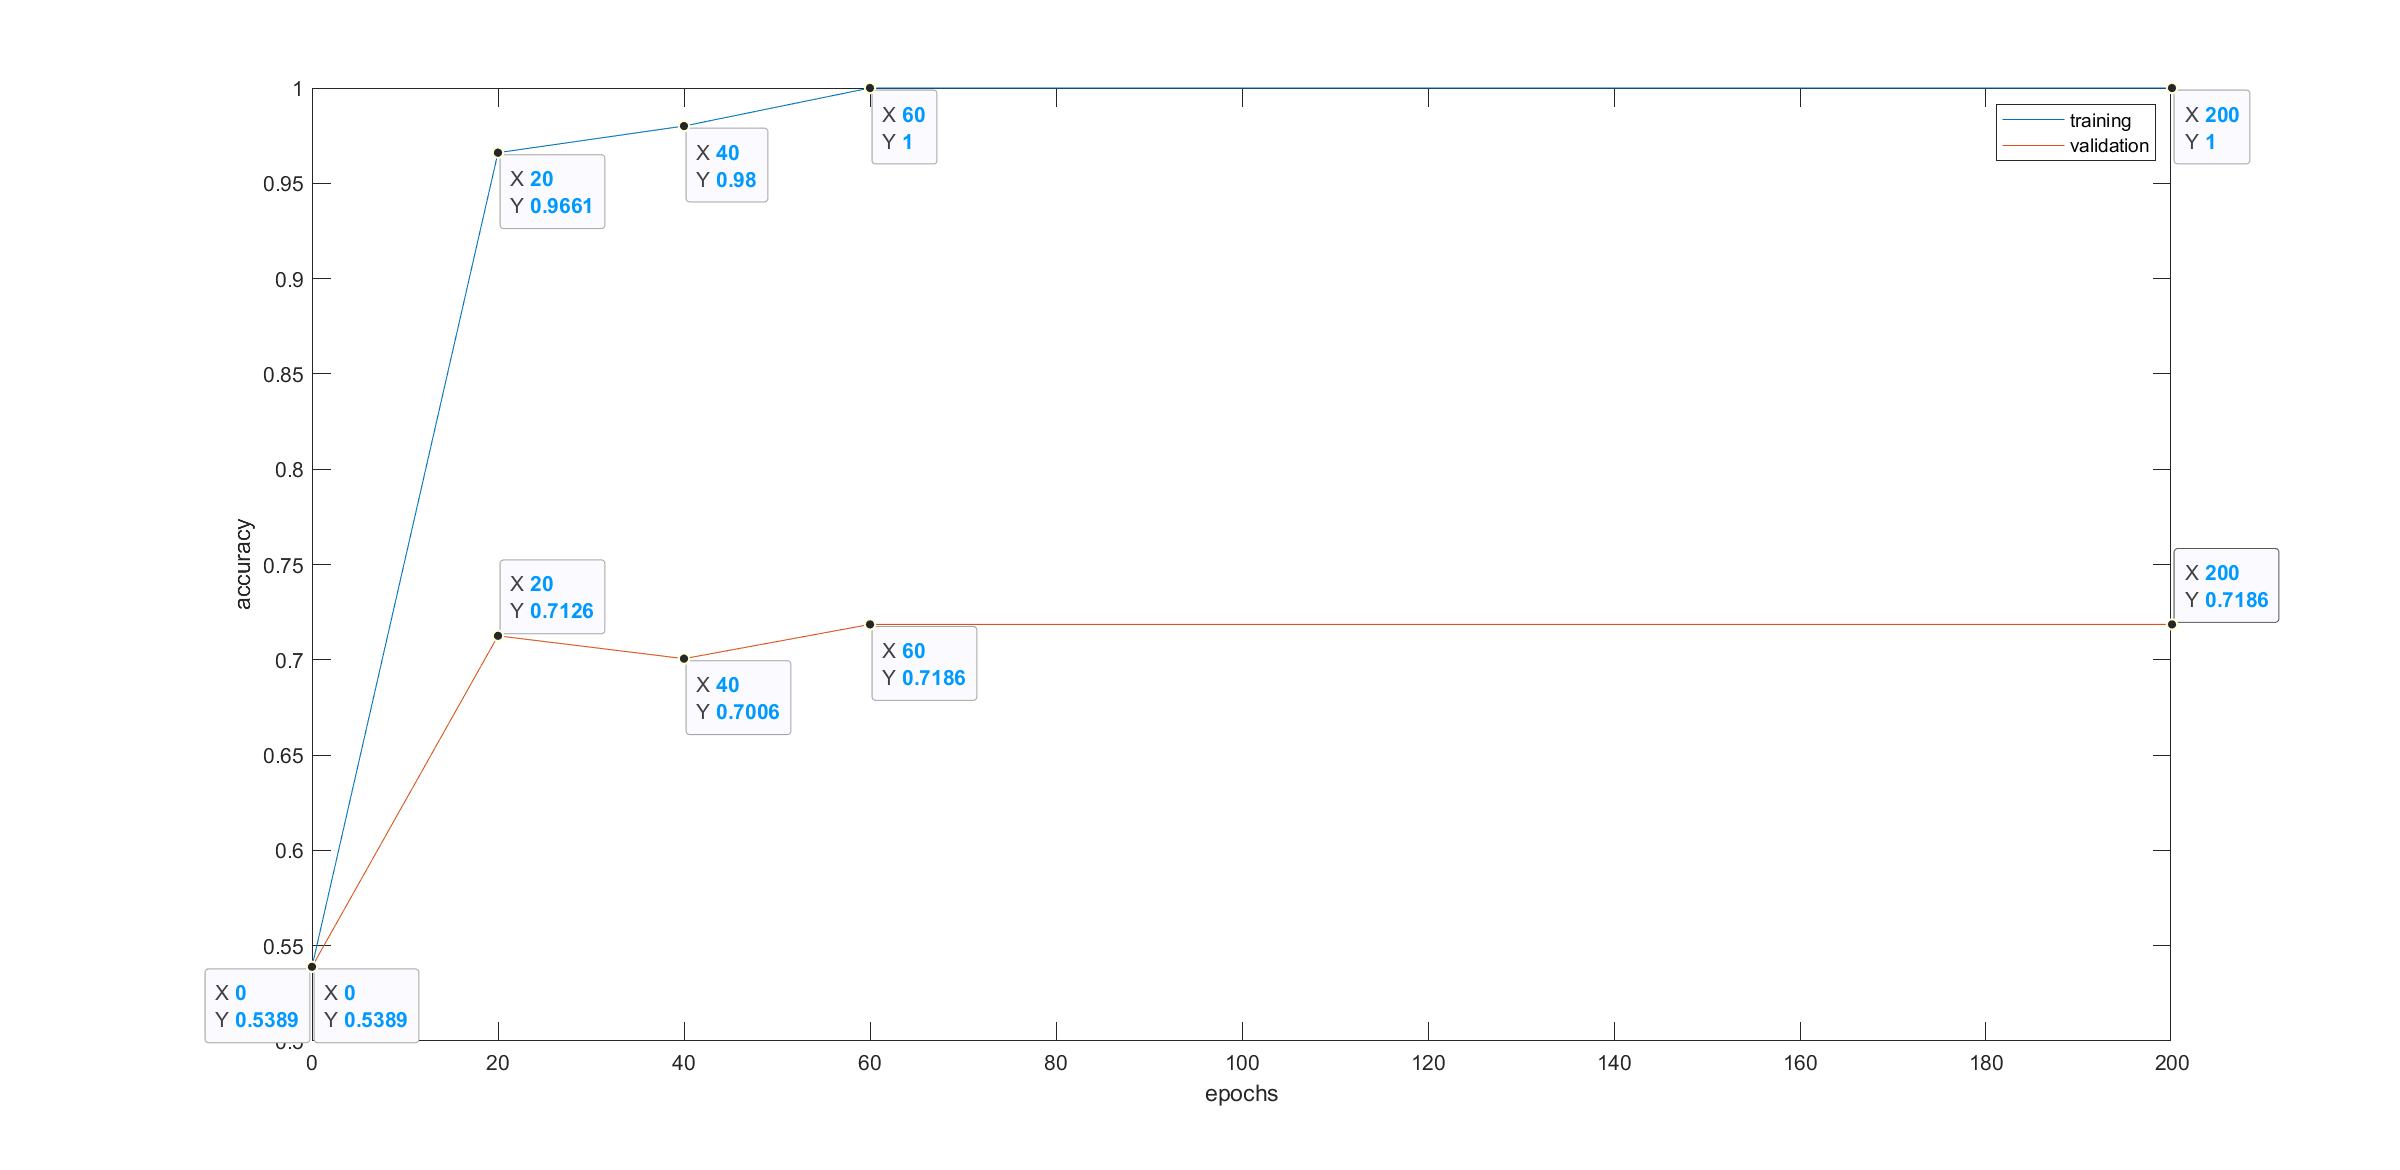 1
0.95
0.9
0.85
0.8
0.75
0.7
0.65
0.6
0.55
accuracy
X 20
Y 0.9661
X 40
Y 0.98
X 60
Y 1
training
validation
X 200
Y 1
X 20
Y 0.7126
X 40
Y 0.7006
X 60
Y 0.7186
X 200
Y 0.7186
X 0
Y 0.5389
X 0
Y 0.5389
0 20 40 60 80 100 120 140 160 180 200
epochs